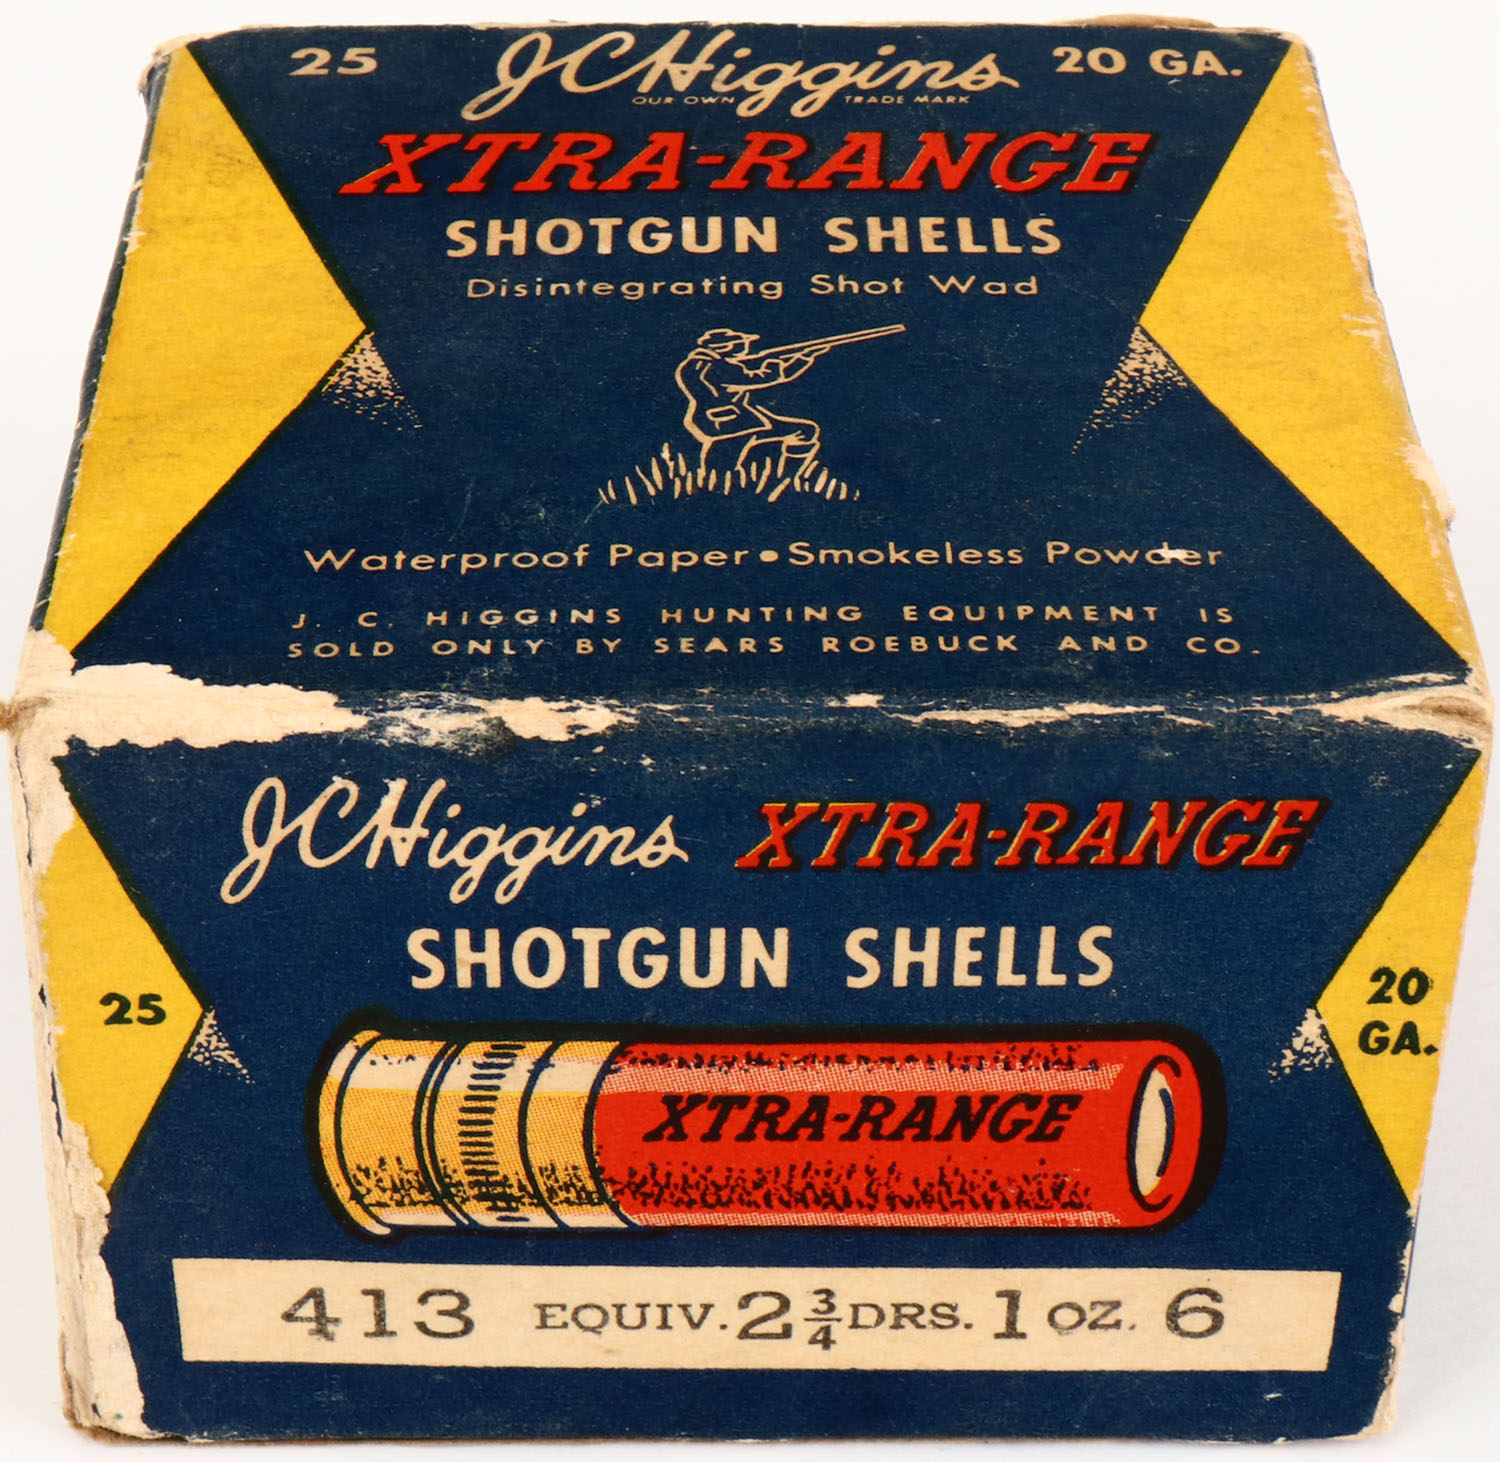 25 JCHiggins 20 GA.
OUR OWN TRADE MARK
XTRA-RANGE
SHOTGUN SHELLS
Disintegrating Shot Wad
Waterproof Paper • Smokeless Powder
J. C. HIGGINS HUNTING EQUIPMENT IS
SOLD ONLY BY SEARS ROEBUCK AND CO.
JCHiggins XTRA-RANGE
SHOTGUN SHELLS
25
20
GA.
XTRA-RANGE
413 EQUIV. 2 3/4 DRS. 1 OZ. 6